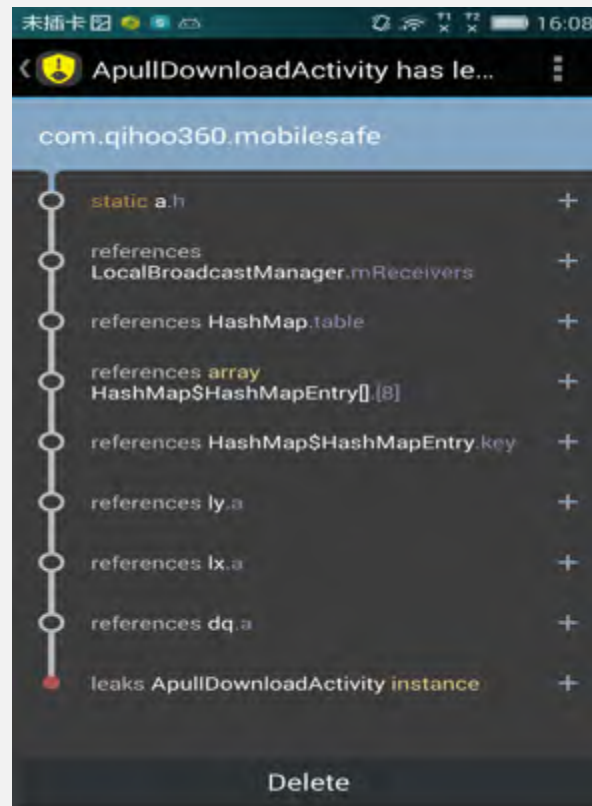 未插卡 16:08
ApullDownloadActivity has le...
com.qihoo360.mobilesafe
static a.h
references
LocalBroadcastManager.mReceivers
references HashMap.table
references array
HashMap$HashMapEntry[].[8]
references HashMap$HashMapEntry.key
references ly.a
references lx.a
references dq.a
leaks ApullDownloadActivity instance
Delete